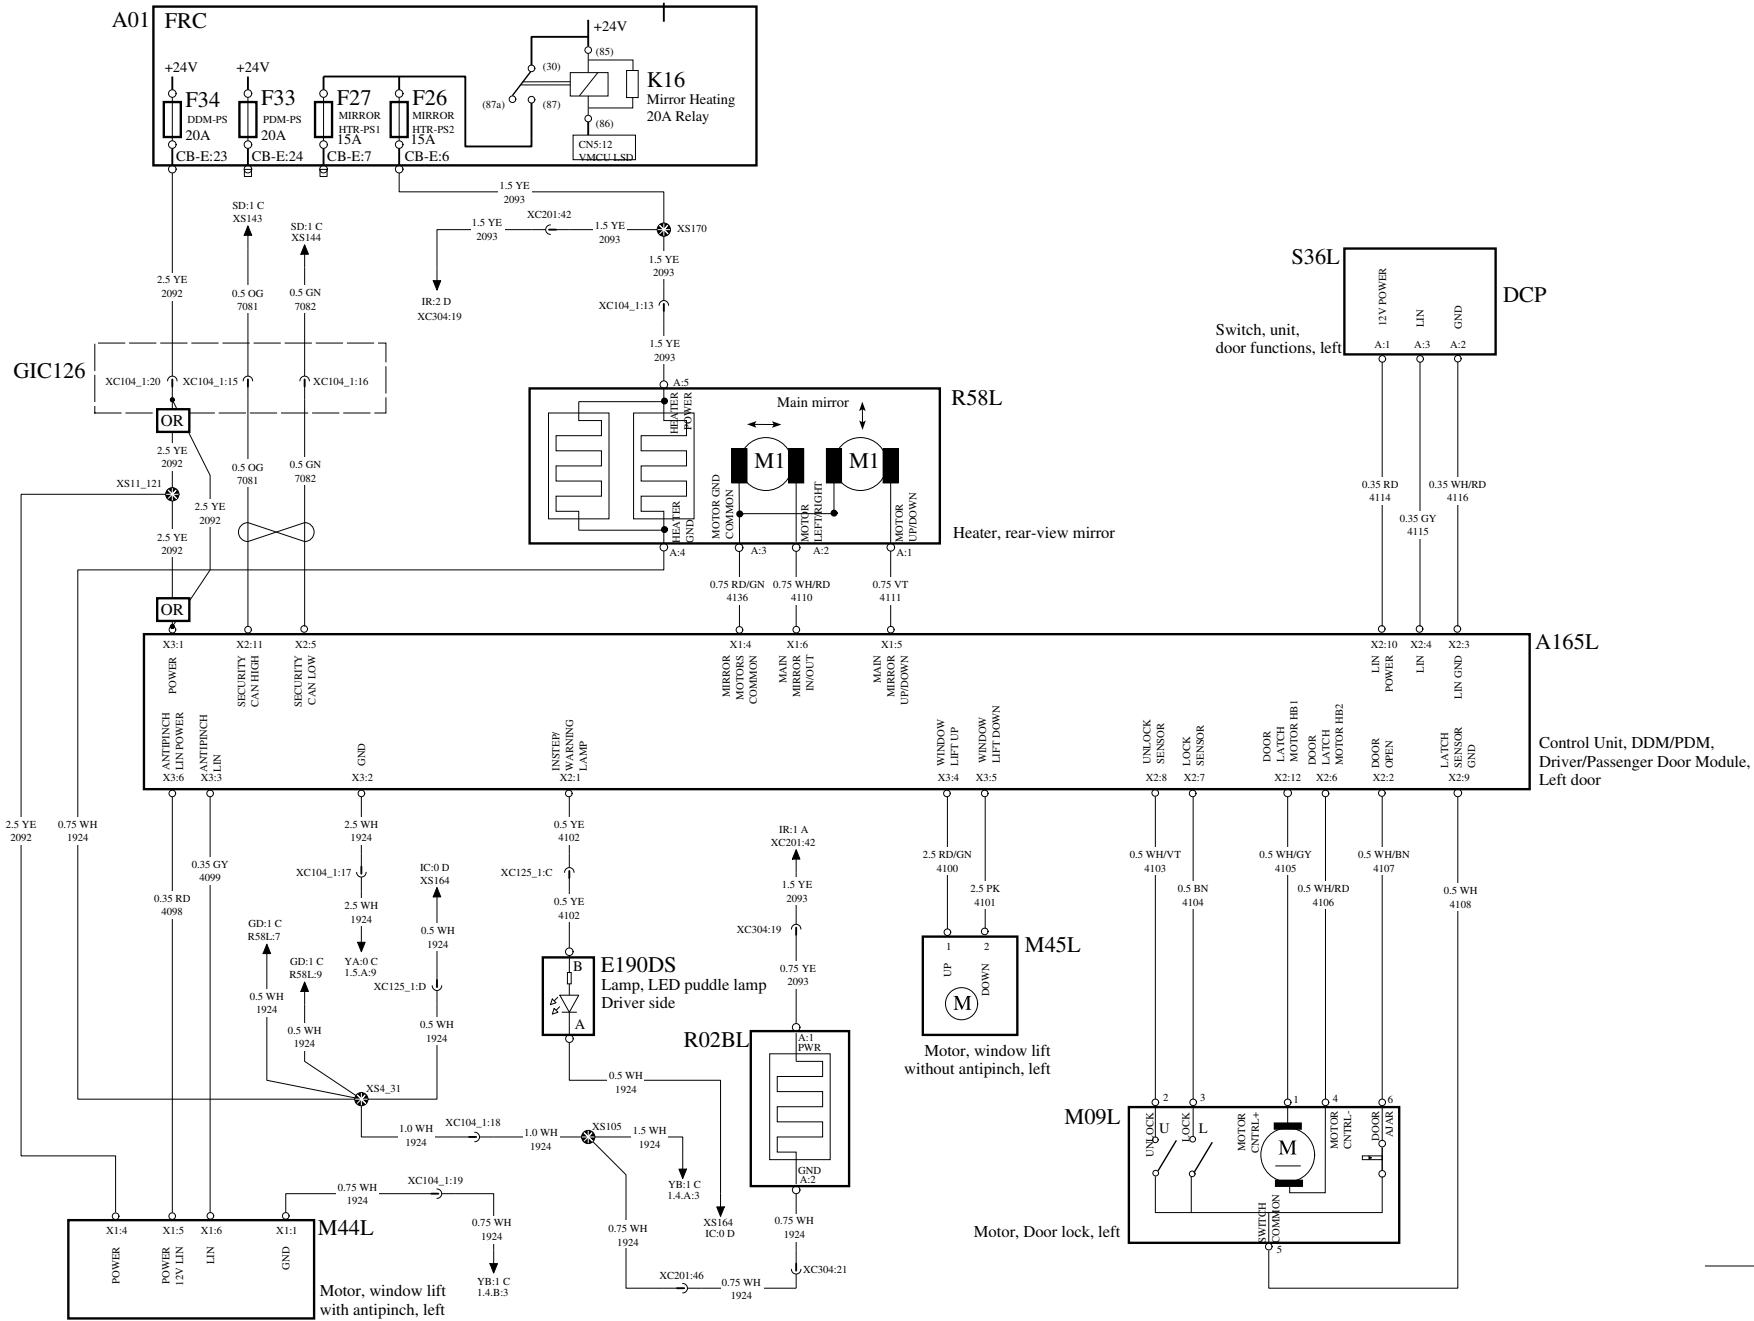 A01 FRC
+24V
(85)
+24V
+24V
(30)
K16
Mirror Heating
20A Relay
F34
DDM-PS
20A
F33
PDM-PS
20A
F27
MIRROR
HTR-PS1
15A
F26
MIRROR
HTR-PS2
15A
(87a)
(87)
(86)
CN5:12
VMCU LSD
CB-E:23
CB-E:24
CB-E:7
CB-E:6
1.5 YE
2093
SD:1 C
XS143
SD:1 C
XS144
1.5 YE
2093
XC201:42
1.5 YE
2093
XS170
1.5 YE
2093
IR:2 D
XC304:19
XC104_1:13
1.5 YE
2093
2.5 YE
2092
0.5 OG
7081
0.5 GN
7082
S36L
DCP
12V POWER
LIN
GND
Switch, unit,
door functions, left
A:1
A:3
A:2
GIC126
XC104_1:20
XC104_1:15
XC104_1:16
OR
2.5 YE
2092
0.5 OG
7081
0.5 GN
7082
XS11_121
2.5 YE
2092
2.5 YE
2092
OR
A:5
R58L
HEATER
POWER
Main mirror
M1
M1
HEATER
GND
MOTOR GND
COMMON
MOTOR
LEFT/RIGHT
MOTOR
UP/DOWN
Heater, rear-view mirror
A:4
A:3
A:2
A:1
0.75 RD/GN
4136
0.75 WH/RD
4110
0.75 VT
4111
0.35 RD
4114
0.35 GY
4115
0.35 WH/RD
4116
A165L
X3:1
POWER
X2:11
SECURITY
CAN HIGH
X2:5
SECURITY
CAN LOW
X1:4
MIRROR
MOTORS
COMMON
X1:6
MAIN
MIRROR
IN/OUT
X1:5
MAIN
MIRROR
UP/DOWN
X2:10
LIN
POWER
X2:4
LIN
X2:3
LIN GND
ANTIPINCH
LIN POWER
X3:6
ANTIPINCH
LIN
X3:3
GND
X3:2
INSTEP/
WARNING
LAMP
X2:1
WINDOW
LIFT UP
X3:4
WINDOW
LIFT DOWN
X3:5
UNLOCK
SENSOR
X2:8
LOCK
SENSOR
X2:7
DOOR
LATCH
MOTOR HB1
X2:12
DOOR
LATCH
MOTOR HB2
X2:6
DOOR
OPEN
X2:2
LATCH
SENSOR
GND
X2:9
Control Unit, DDM/PDM,
Driver/Passenger Door Module,
Left door
2.5 YE
2092
0.75 WH
1924
0.35 RD
4098
0.35 GY
4099
2.5 WH
1924
XC104_1:17
2.5 WH
1924
YA:0 C
1.5.A:9
IC:0 D
XS164
0.5 WH
1924
XC125_1:D
0.5 WH
1924
GD:1 C
R58L:7
0.5 WH
1924
GD:1 C
R58L:9
0.5 WH
1924
XS4_31
0.5 YE
4102
XC125_1:C
0.5 YE
4102
B
A
E190DS
Lamp, LED puddle lamp
Driver side
0.5 WH
1924
IR:1 A
XC201:42
1.5 YE
2093
XC304:19
0.75 YE
2093
R02BL
A:1
PWR
GND
A:2
0.75 WH
1924
XC304:21
2.5 RD/GN
4100
2.5 PK
4101
1
2
UP
DOWN
M
M45L
Motor, window lift
without antipinch, left
0.5 WH/VT
4103
0.5 BN
4104
0.5 WH/GY
4105
0.5 WH/RD
4106
0.5 WH/BN
4107
0.5 WH
4108
M09L
2
3
1
4
6
UNLOCK
U
LOCK
L
MOTOR
CNTRL+
M
MOTOR
CNTRL-
DOOR
AJAR
SWITCH
COMMON
5
Motor, Door lock, left
1.0 WH
1924
XC104_1:18
1.0 WH
1924
XS105
1.5 WH
1924
YB:1 C
1.4.A:3
XS164
IC:0 D
0.75 WH
1924
XC201:46
0.75 WH
1924
0.75 WH
1924
XC104_1:19
0.75 WH
1924
YB:1 C
1.4.B:3
M44L
X1:4
POWER
X1:5
POWER
12V LIN
X1:6
LIN
X1:1
GND
Motor, window lift
with antipinch, left